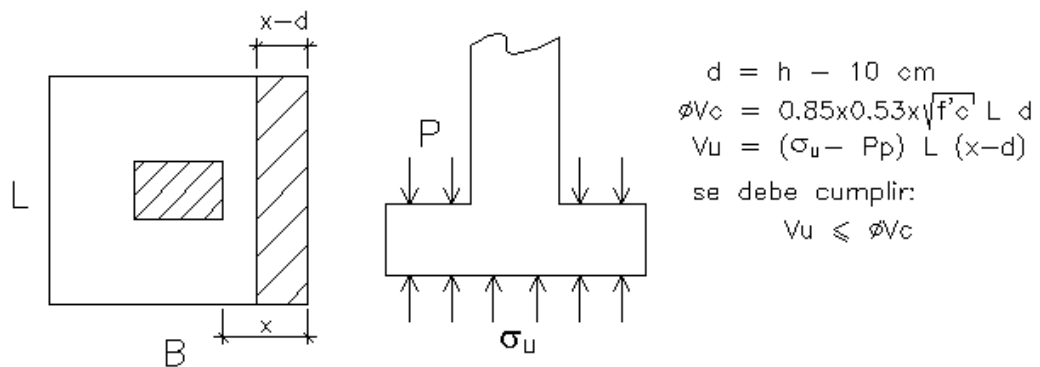 x-d
L
x
B
P
σu
d = h - 10 cm
øVc = 0.85x0.53x√f'c L d
Vu = (σu- Pp) L (x-d)
se debe cumplir:
Vu ⩽ øVc